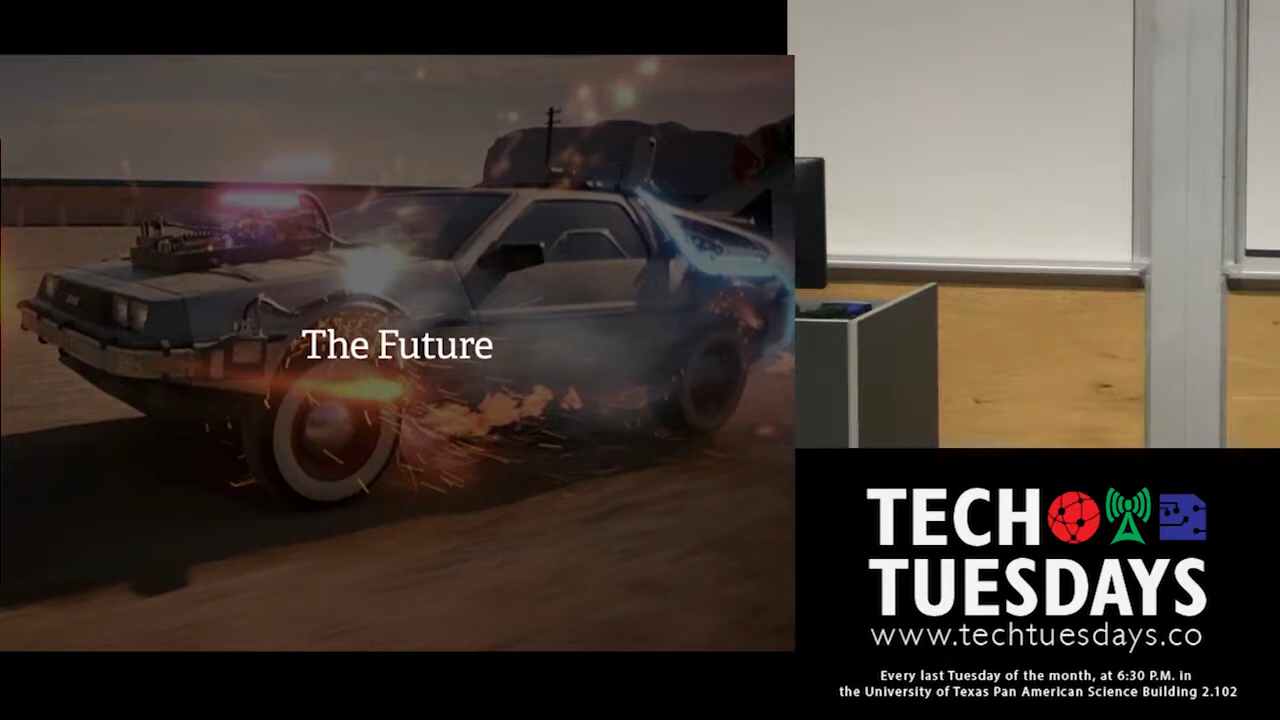 The Future
TECH
TUESDAYS
www.techtuesdays.co
Every last Tuesday of the month, at 6:30 P.M. in
the University of Texas Pan American Science Building 2.102